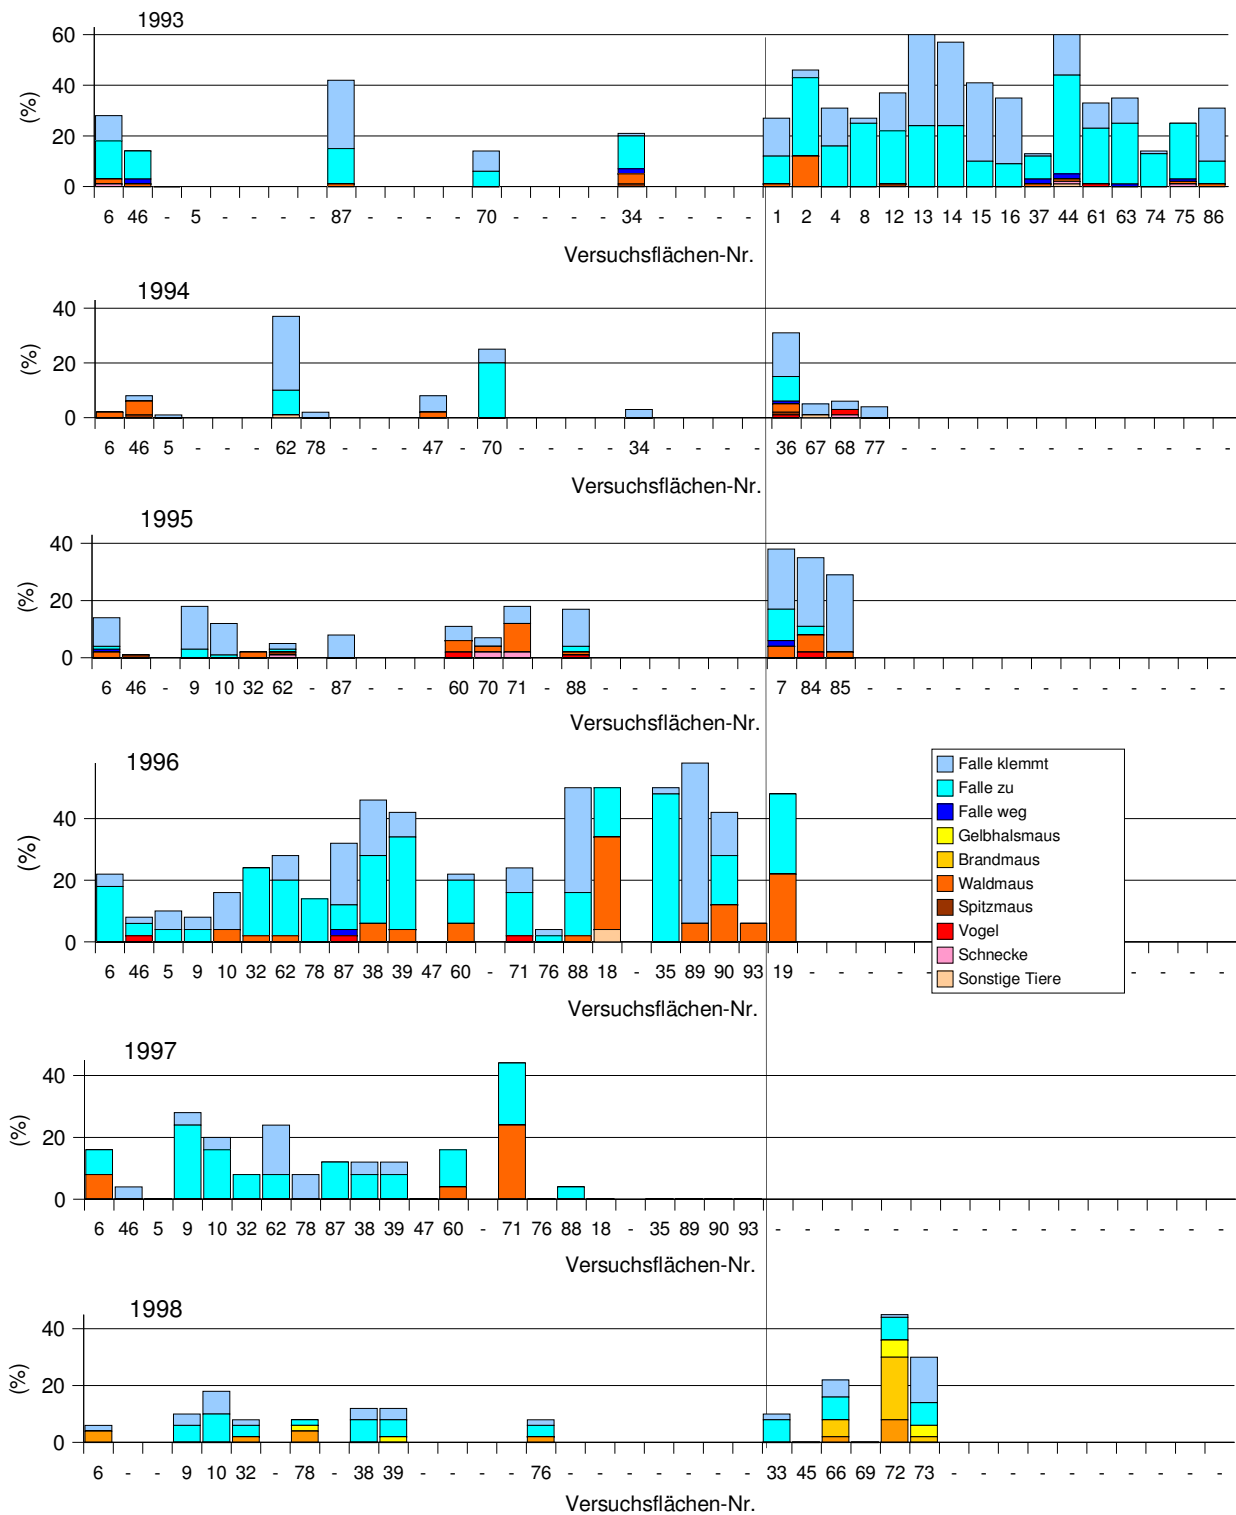 1993
60
40
20
0
(%)
6 46 - 5 - - - - 87 - - - - 70 - - - - 34 - - - - 1 2 4 8 12 13 14 15 16 37 44 61 63 74 75 86
Versuchsflächen-Nr.
1994
40
20
0
(%)
6 46 5 - - - 62 78 - - - 47 - 70 - - - - 34 - - - - 36 67 68 77 - - - - - - - - - - - -
Versuchsflächen-Nr.
1995
40
20
0
(%)
6 46 - 9 10 32 62 - 87 - - - 60 70 71 - 88 - - - - - - 7 84 85 - - - - - - - - - - - - -
Versuchsflächen-Nr.
1996
40
20
0
(%)
6 46 5 9 10 32 62 78 87 38 39 47 60 - 71 76 88 18 - 35 89 90 93 19 - - - - - - - - -
Versuchsflächen-Nr.
Falle klemmt
Falle zu
Falle weg
Gelbhalsmaus
Brandmaus
Waldmaus
Spitzmaus
Vogel
Schnecke
Sonstige Tiere
1997
40
20
0
(%)
6 46 5 9 10 32 62 78 87 38 39 47 60 - 71 76 88 18 - 35 89 90 93 - - - - - - - - - - - - - - - -
Versuchsflächen-Nr.
1998
40
20
0
(%)
6 - - 9 10 32 - 78 - 38 39 - - - - 76 - - - - - - - 33 45 66 69 72 73 - - - - - - - - - -
Versuchsflächen-Nr.